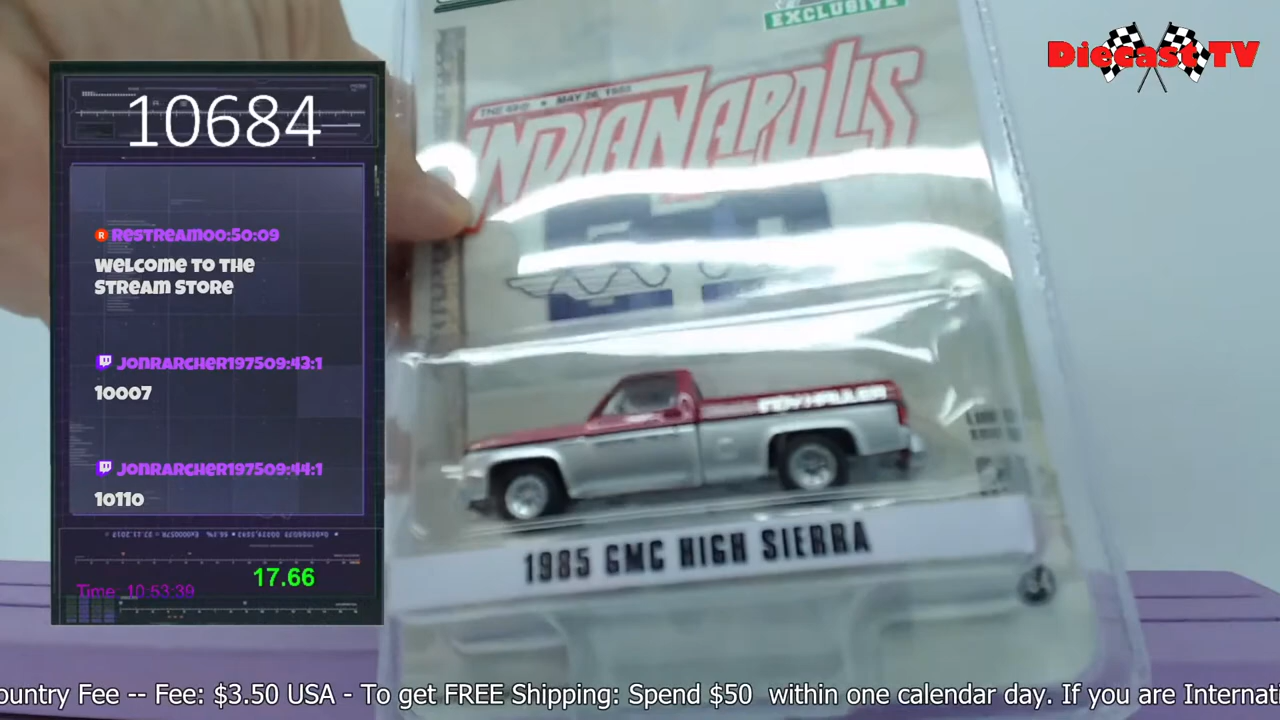 10684
RESTREAM00:50:09
WELCOME TO THE
STREAM STORE
JONRARCHER197509:43:1
10007
JONRARCHER197509:44:1
10110
17.66
Time: 10:53:39
Diecast TV
EXCLUSIVE
INDIANAPOLIS
1985 GMC HIGH SIERRA
ountry Fee -- Fee: $3.50 USA - To get FREE Shipping: Spend $50 within one calendar day. If you are Internati